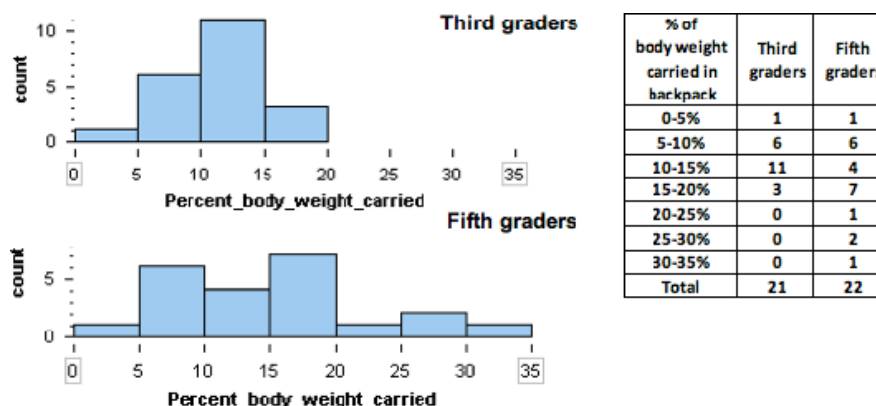 Third graders
10
5
0
count
0 5 10 15 20 25 30 35
Percent_body_weight_carried
Fifth graders
5
0
count
0 5 10 15 20 25 30 35
Percent_body_weight_carried
% of body weight carried in backpack Third graders Fifth graders
0-5% 1 1
5-10% 6 6
10-15% 11 4
15-20% 3 7
20-25% 0 1
25-30% 0 2
30-35% 0 1
Total 21 22